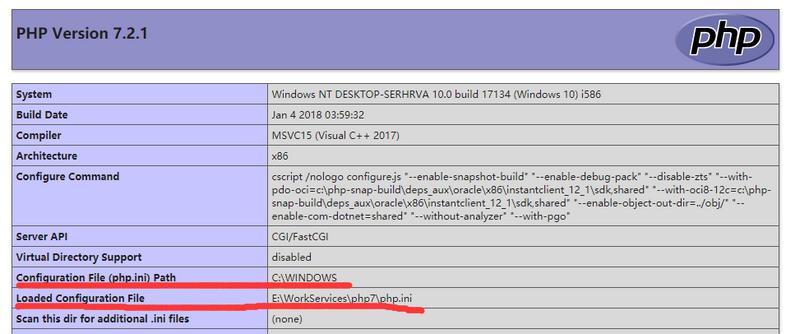 PHP Version 7.2.1
php
System Windows NT DESKTOP-SERHRVA 10.0 build 17134 (Windows 10) i586
Build Date Jan 4 2018 03:59:32
Compiler MSVC15 (Visual C++ 2017)
Architecture x86
Configure Command cscript /nologo configure.js "--enable-snapshot-build" "--enable-debug-pack" "--disable-zts" "--with-
pdo-oci=c:\php-snap-build\deps_aux\oracle\x86\instantclient_12_1\sdk,shared" "--with-oci8-12c=c:\php-
snap-build\deps_aux\oracle\x86\instantclient_12_1\sdk,shared" "--enable-object-out-dir=../obj/" "--
enable-com-dotnet=shared" "--without-analyzer" "--with-pgo"
Server API CGI/FastCGI
Virtual Directory Support disabled
Configuration File (php.ini) Path C:\WINDOWS
Loaded Configuration File E:\WorkServices\php7\php.ini
Scan this dir for additional .ini files (none)